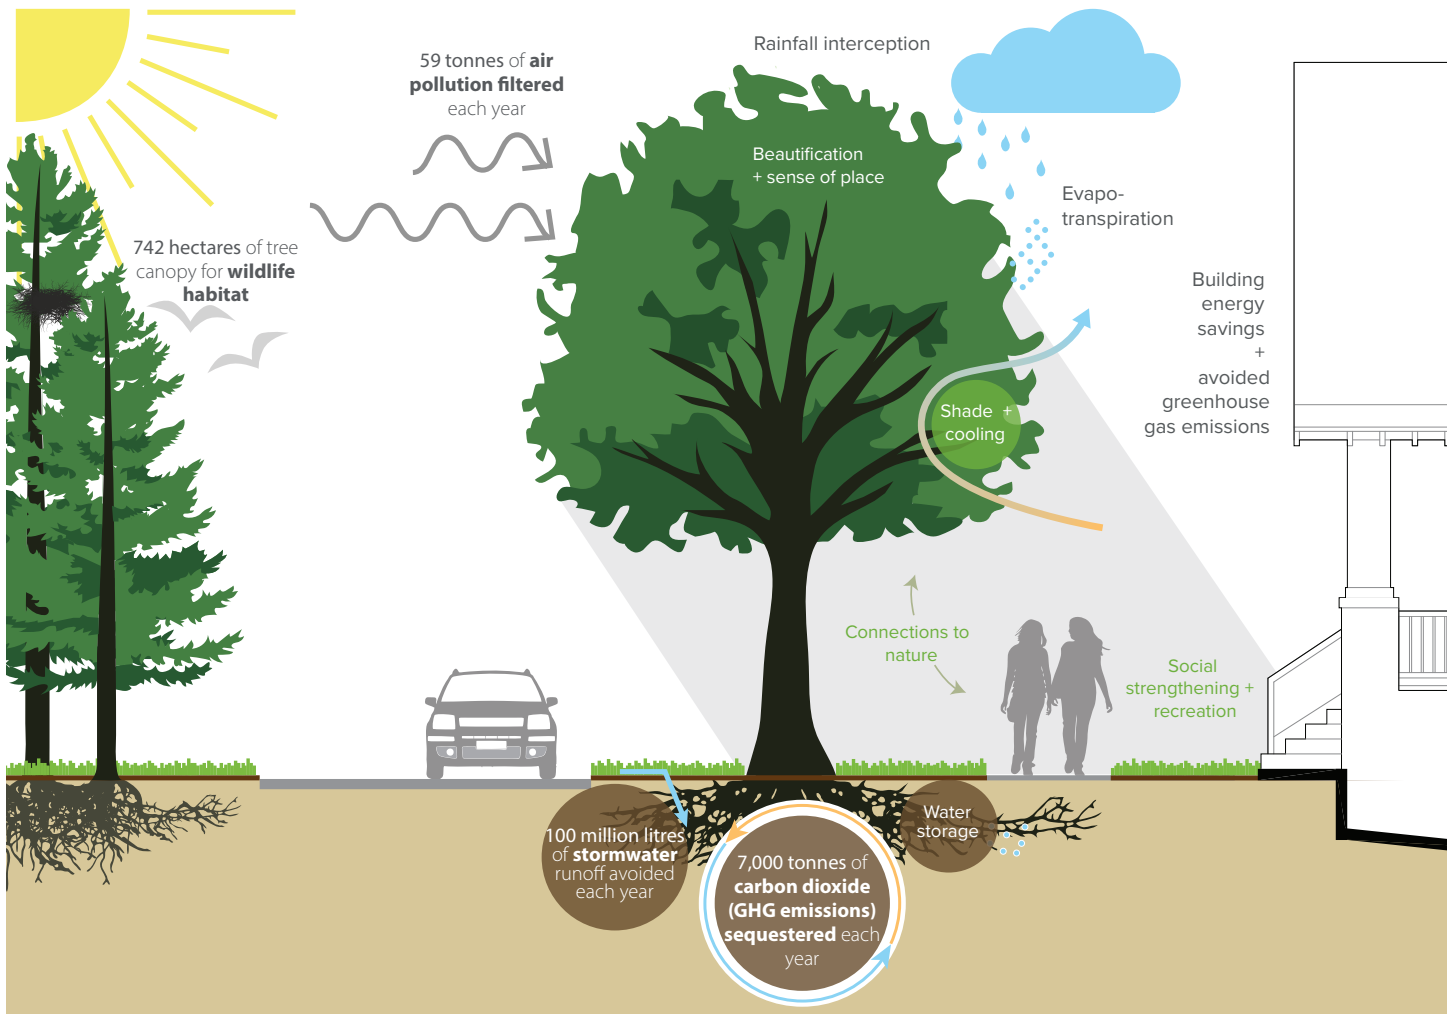 59 tonnes of air
pollution filtered
each year
Rainfall interception
Beautification
+ sense of place
Evapo-
transpiration
742 hectares of tree
canopy for wildlife
habitat
Building
energy
savings
+
avoided
greenhouse
gas emissions
Shade +
cooling
Connections to
nature
Social
strengthening +
recreation
100 million litres
of stormwater
runoff avoided
each year
7,000 tonnes of
carbon dioxide
(GHG emissions)
sequestered each
year
Water
storage